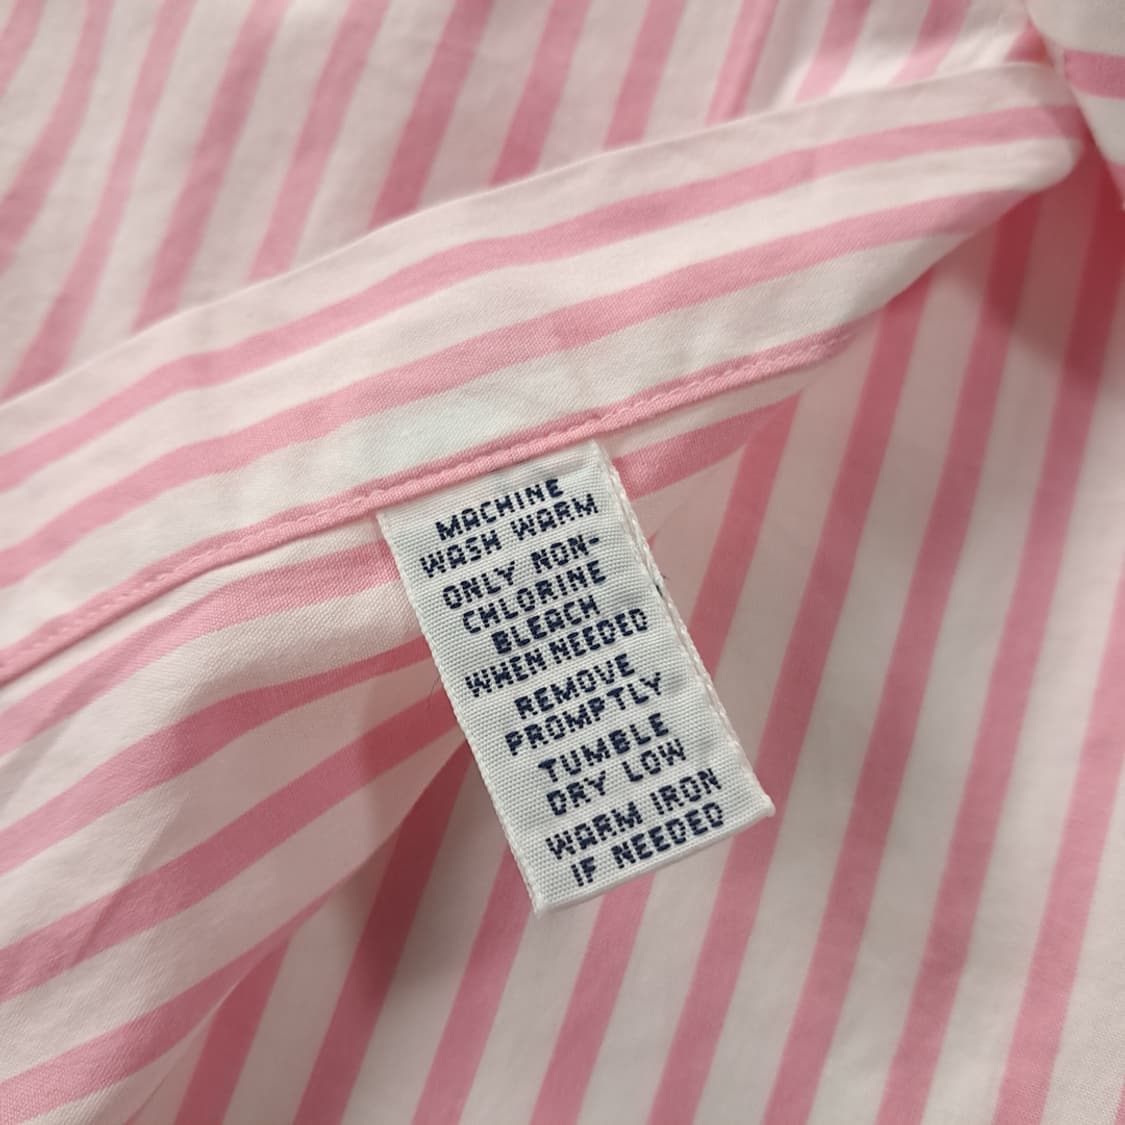 MACHINE
WASH WARM
ONLY NON-
CHLORINE
BLEACH
WHEN NEEDED
REMOVE
PROMPTLY
TUMBLE
DRY LOW
WARM IRON
IF NEEDED